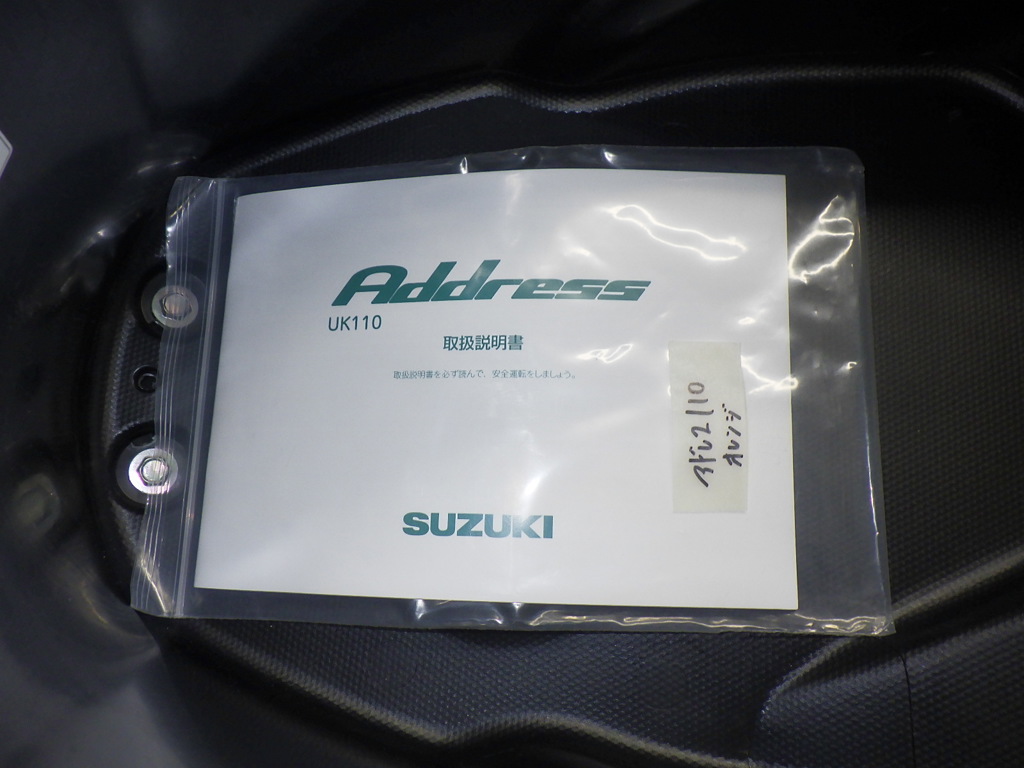 Address
UK110
取扱説明書
取扱説明書を必ず読んで、安全運転をしましょう。
SUZUKI
アドレス110
オレンジ